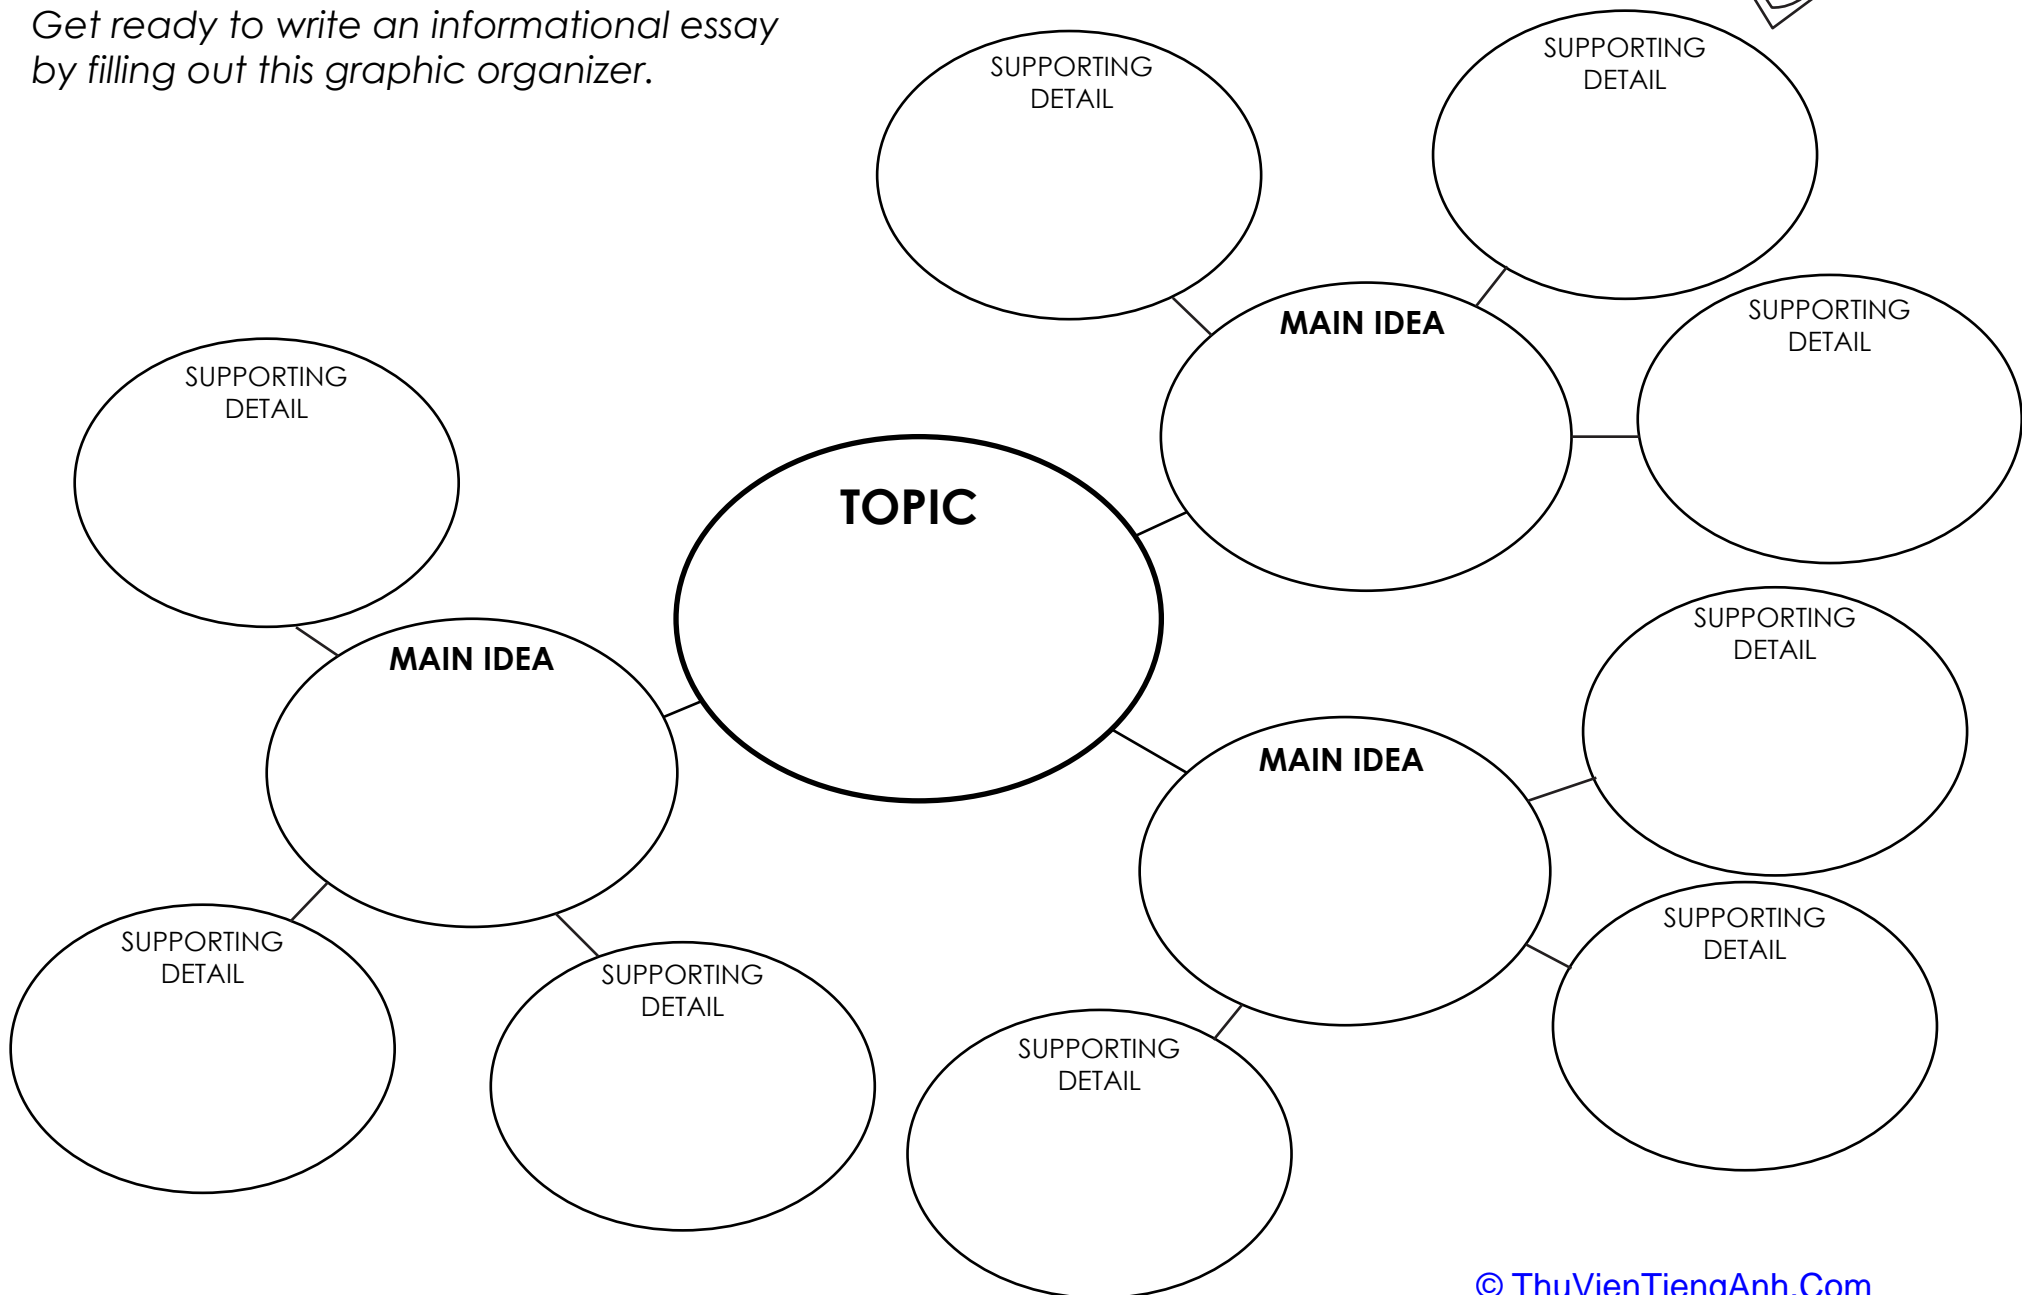 Get ready to write an informational essay
by filling out this graphic organizer.
SUPPORTING
DETAIL
SUPPORTING
DETAIL
MAIN IDEA
SUPPORTING
DETAIL
SUPPORTING
DETAIL
TOPIC
MAIN IDEA
SUPPORTING
DETAIL
MAIN IDEA
SUPPORTING
DETAIL
SUPPORTING
DETAIL
SUPPORTING
DETAIL
SUPPORTING
DETAIL
© ThuVienTiengAnh.Com